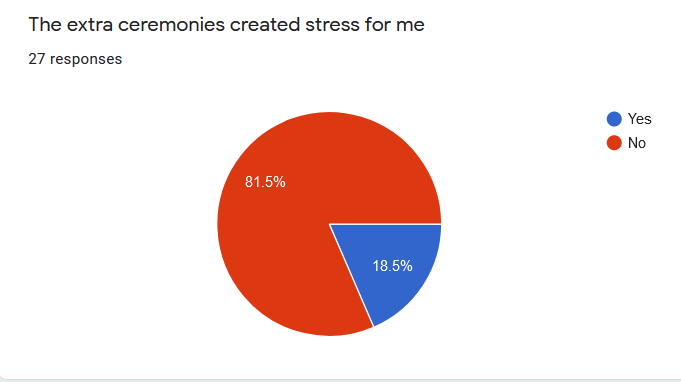 The extra ceremonies created stress for me
27 responses
Yes
No
81.5%
18.5%